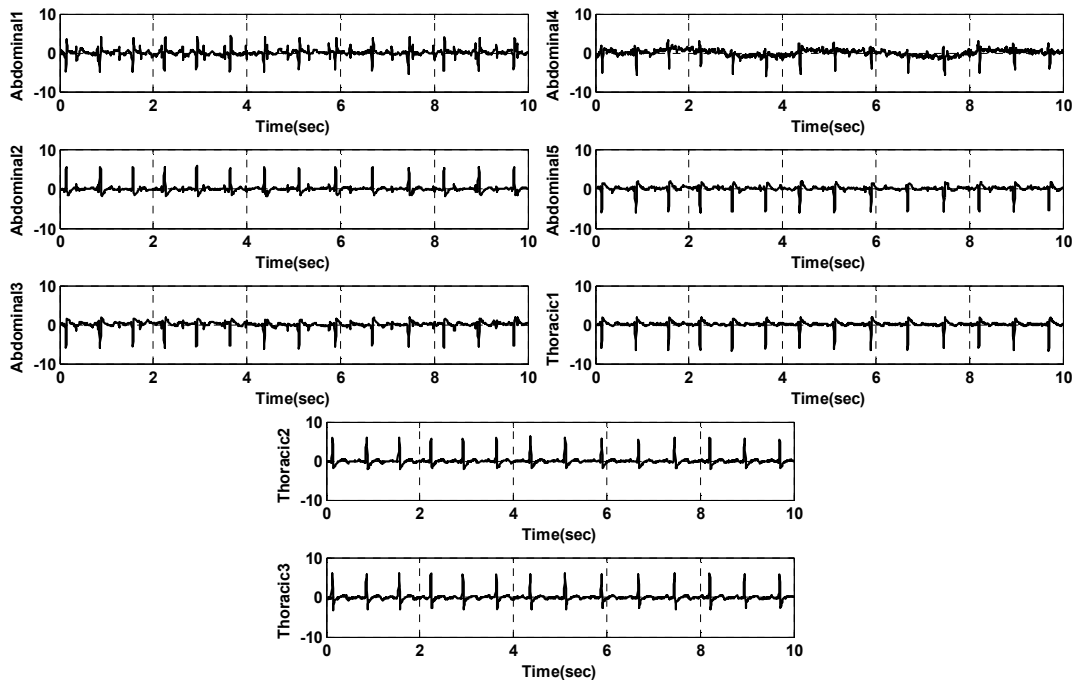 Abdominal1
10
0
-10
0 2 4 6 8 10
Time(sec)
Abdominal4
10
0
-10
0 2 4 6 8 10
Time(sec)
Abdominal2
10
0
-10
0 2 4 6 8 10
Time(sec)
Abdominal5
10
0
-10
0 2 4 6 8 10
Time(sec)
Abdominal3
10
0
-10
0 2 4 6 8 10
Time(sec)
Thoracic1
10
0
-10
0 2 4 6 8 10
Time(sec)
Thoracic2
10
0
-10
0 2 4 6 8 10
Time(sec)
Thoracic3
10
0
-10
0 2 4 6 8 10
Time(sec)